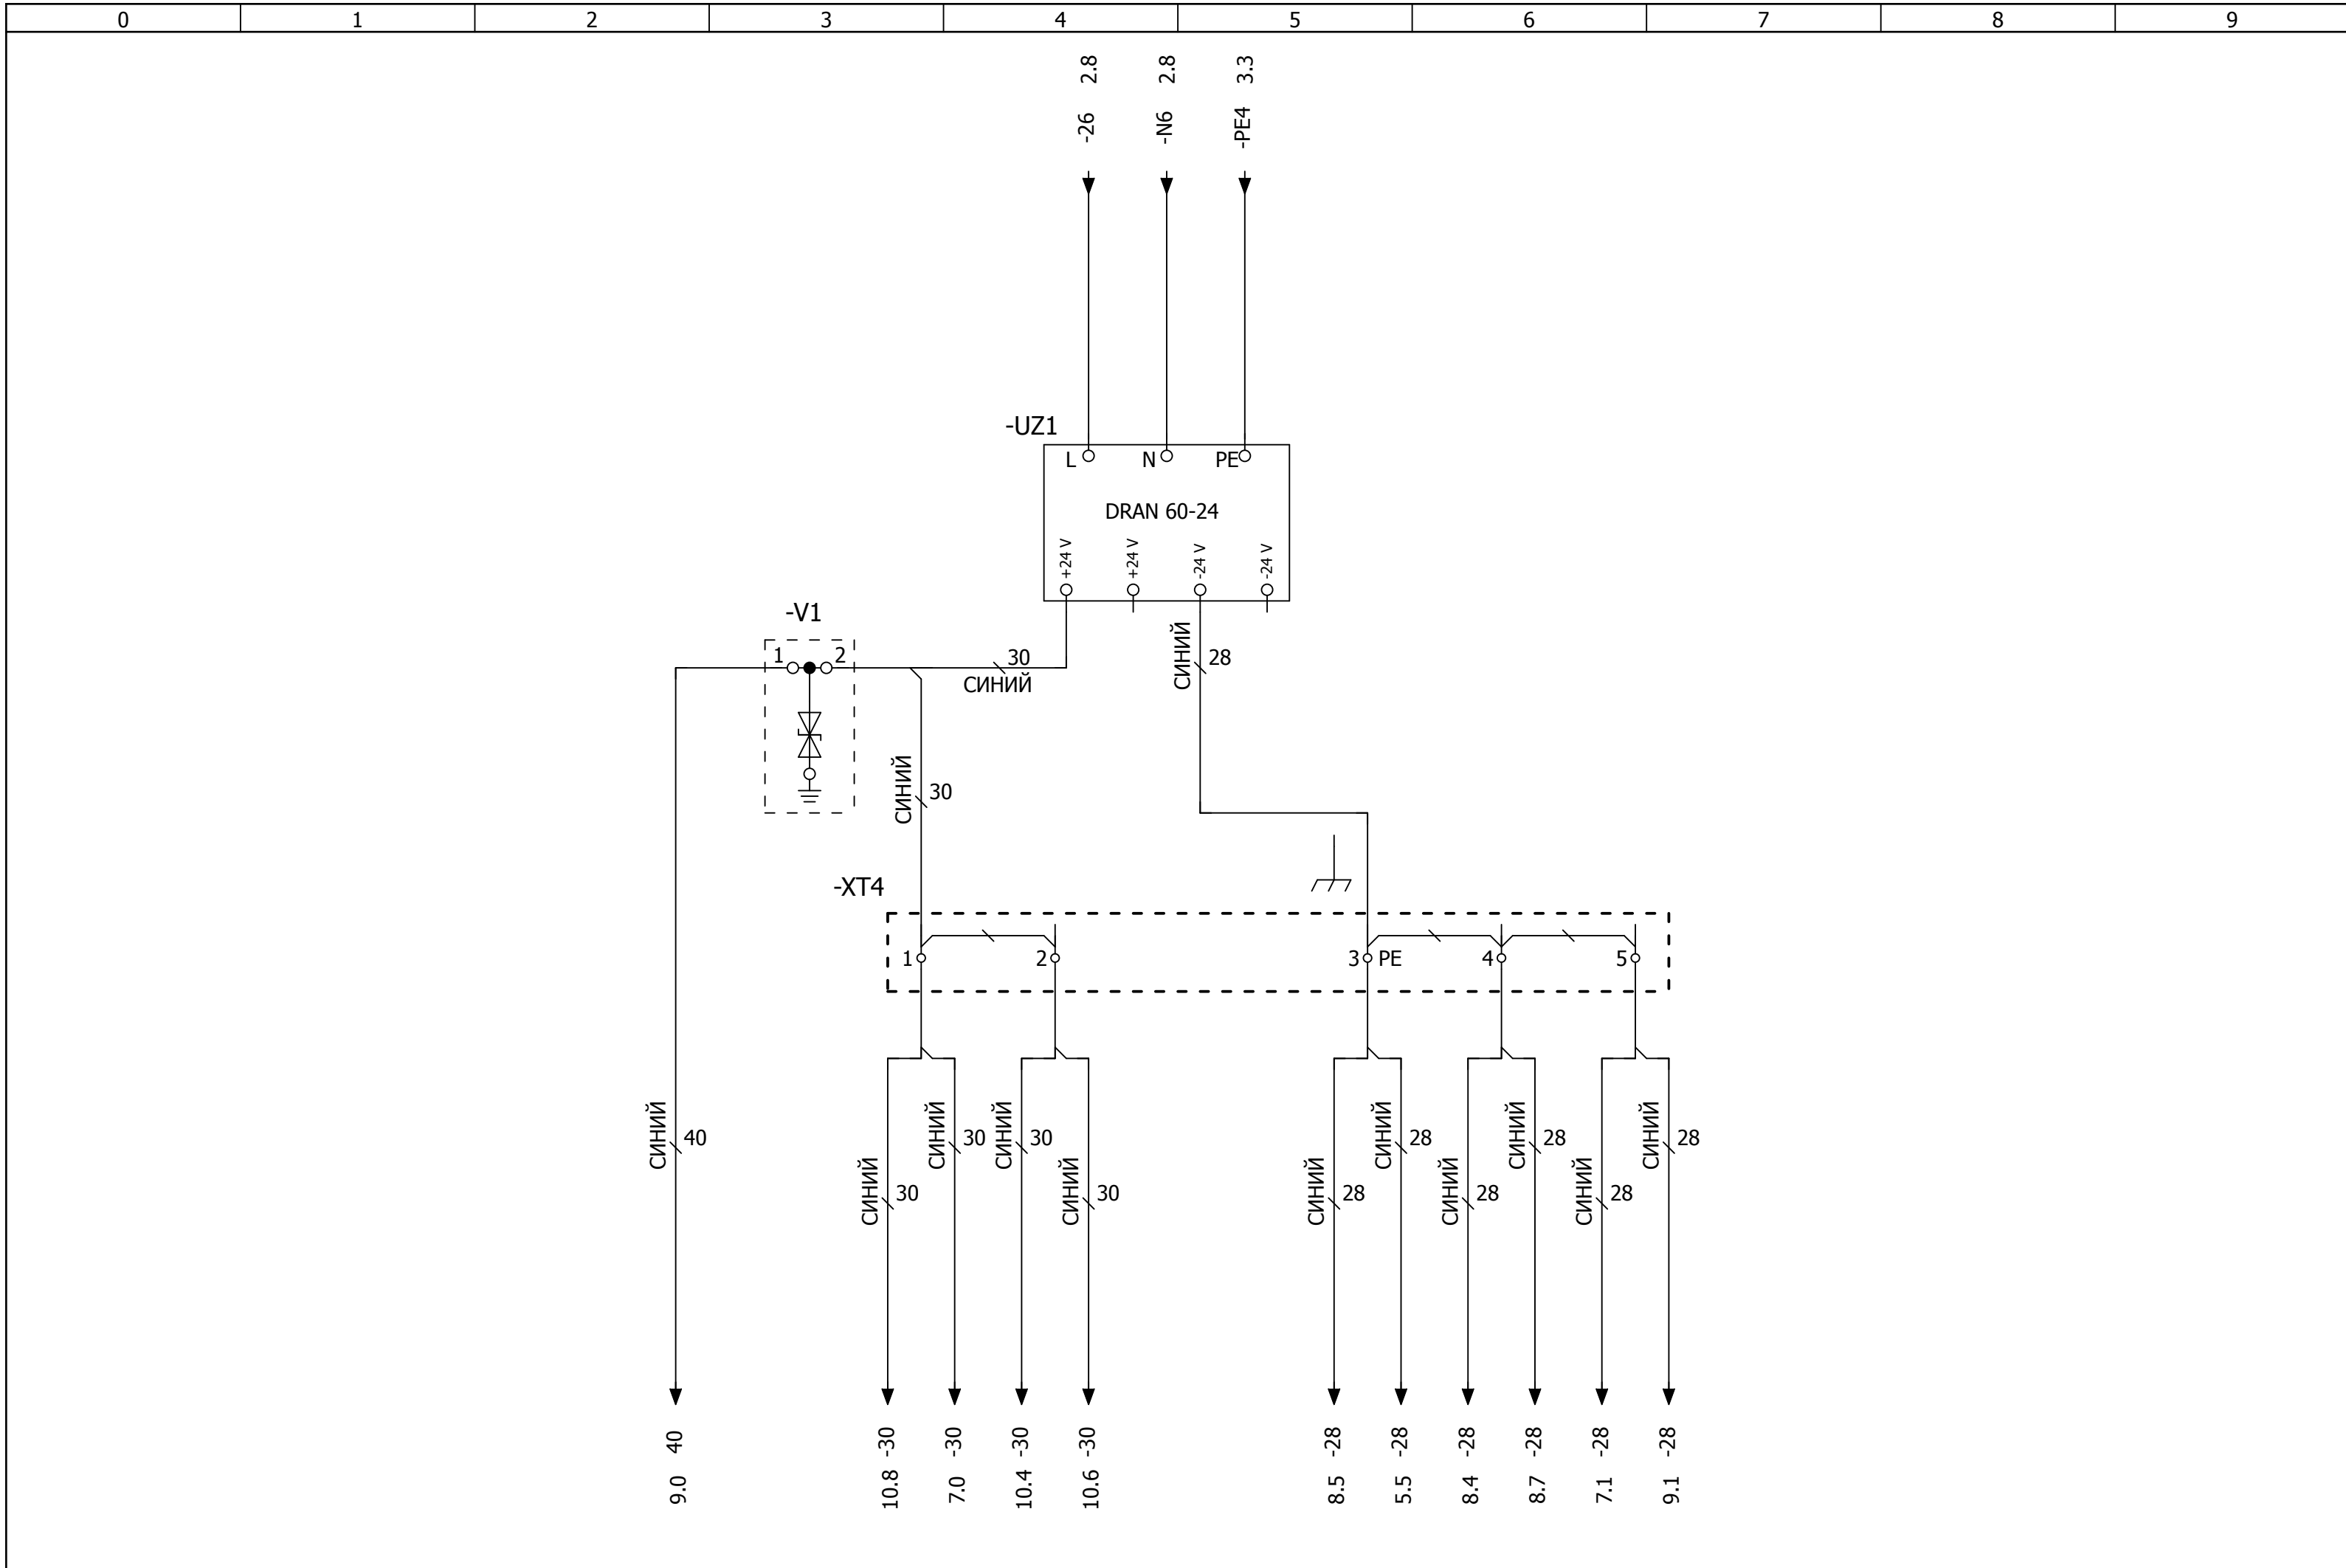 0 1 2 3 4 5 6 7 8 9
2.8 2.8 3.3
-26 -N6 -PE4
-UZ1
L N PE
DRAN 60-24
+24 V +24 V -24 V -24 V
-V1
1 2
30
СИНИЙ
СИНИЙ 28
СИНИЙ 30
-XT4
1 2 3 PE 4 5
СИНИЙ 40
СИНИЙ 30
СИНИЙ 30
СИНИЙ 30
СИНИЙ 30
СИНИЙ 28
СИНИЙ 28
СИНИЙ 28
СИНИЙ 28
СИНИЙ 28
СИНИЙ 28
40 -30 -30 -30 -30 -28 -28 -28 -28 -28 -28
9.0 10.8 7.0 10.4 10.6 8.5 5.5 8.4 8.7 7.1 9.1